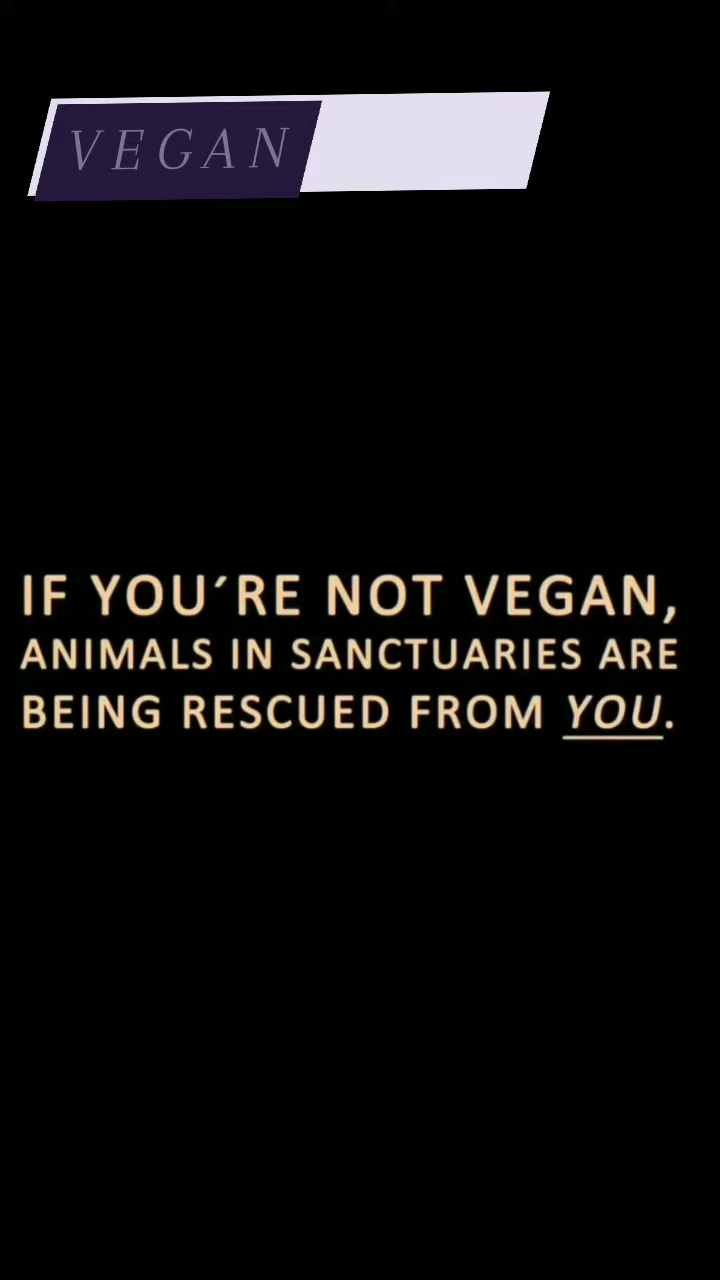 VEGAN
IF YOU´RE NOT VEGAN,
ANIMALS IN SANCTUARIES ARE
BEING RESCUED FROM YOU.